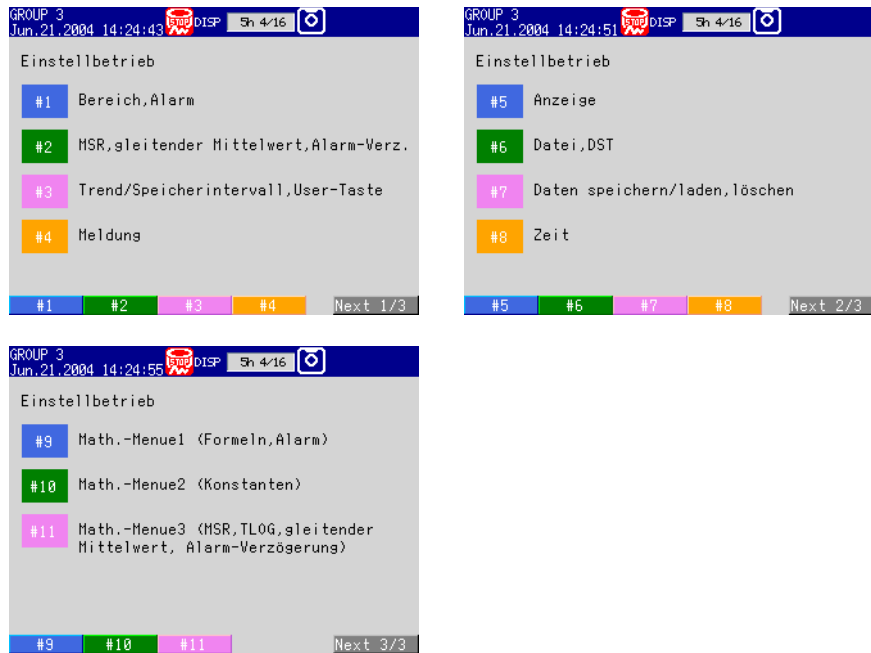 GROUP 3
Jun.21.2004 14:24:43 STOP DISP 5h 4/16
Einstellbetrieb
#1 Bereich,Alarm
#2 MSR,gleitender Mittelwert,Alarm-Verz.
#3 Trend/Speicherintervall,User-Taste
#4 Meldung
#1 #2 #3 #4 Next 1/3
GROUP 3
Jun.21.2004 14:24:51 STOP DISP 5h 4/16
Einstellbetrieb
#5 Anzeige
#6 Datei,DST
#7 Daten speichern/laden,löschen
#8 Zeit
#5 #6 #7 #8 Next 2/3
GROUP 3
Jun.21.2004 14:24:55 STOP DISP 5h 4/16
Einstellbetrieb
#9 Math.-Menue1 (Formeln,Alarm)
#10 Math.-Menue2 (Konstanten)
#11 Math.-Menue3 (MSR,TLOG,gleitender
Mittelwert, Alarm-Verzögerung)
#9 #10 #11 Next 3/3